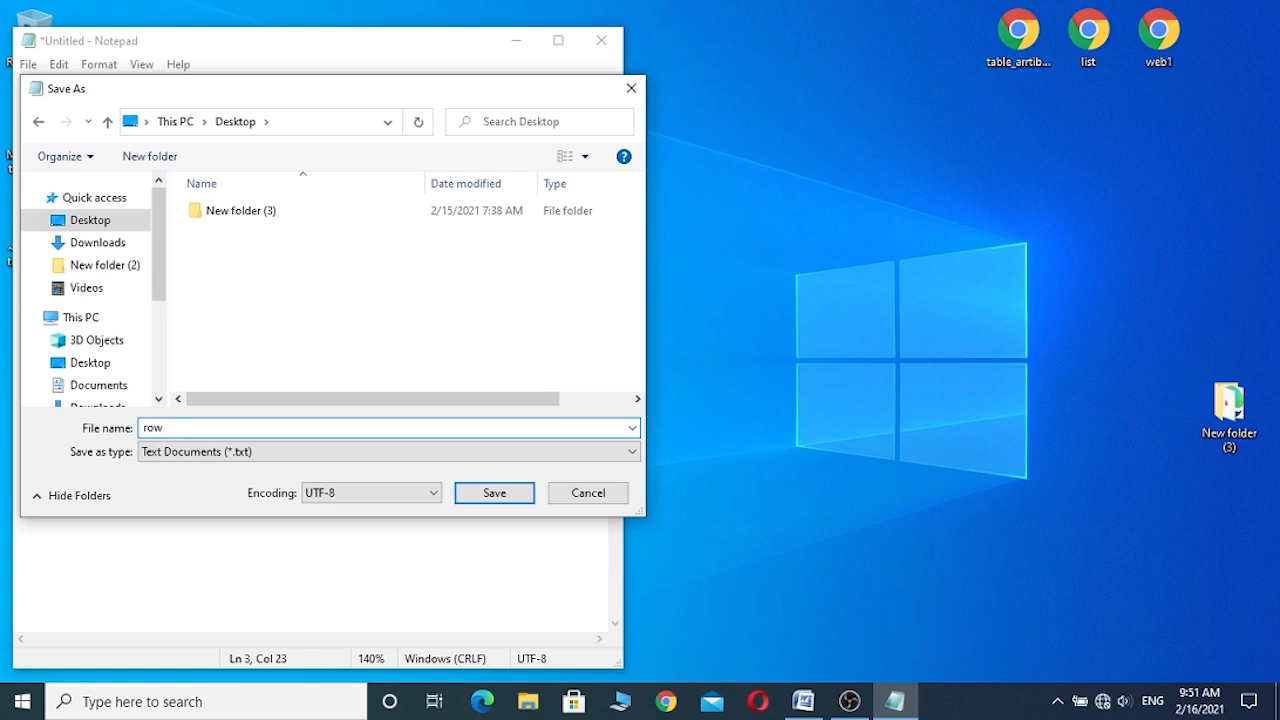 *Untitled - Notepad
File Edit Format View Help
Save As
This PC Desktop
Search Desktop
Organize New folder
Name Date modified Type
Quick access
Desktop
Downloads
New folder (2)
Videos
This PC
3D Objects
Desktop
Documents
Downloads
New folder (3) 2/15/2021 7:38 AM File folder
File name: row
Save as type: Text Documents (*.txt)
Hide Folders
Encoding: UTF-8
Save Cancel
Ln 3, Col 23 140% Windows (CRLF) UTF-8
table_arrtib...
list
web1
New folder
(3)
Type here to search
ENG
9:51 AM
2/16/2021